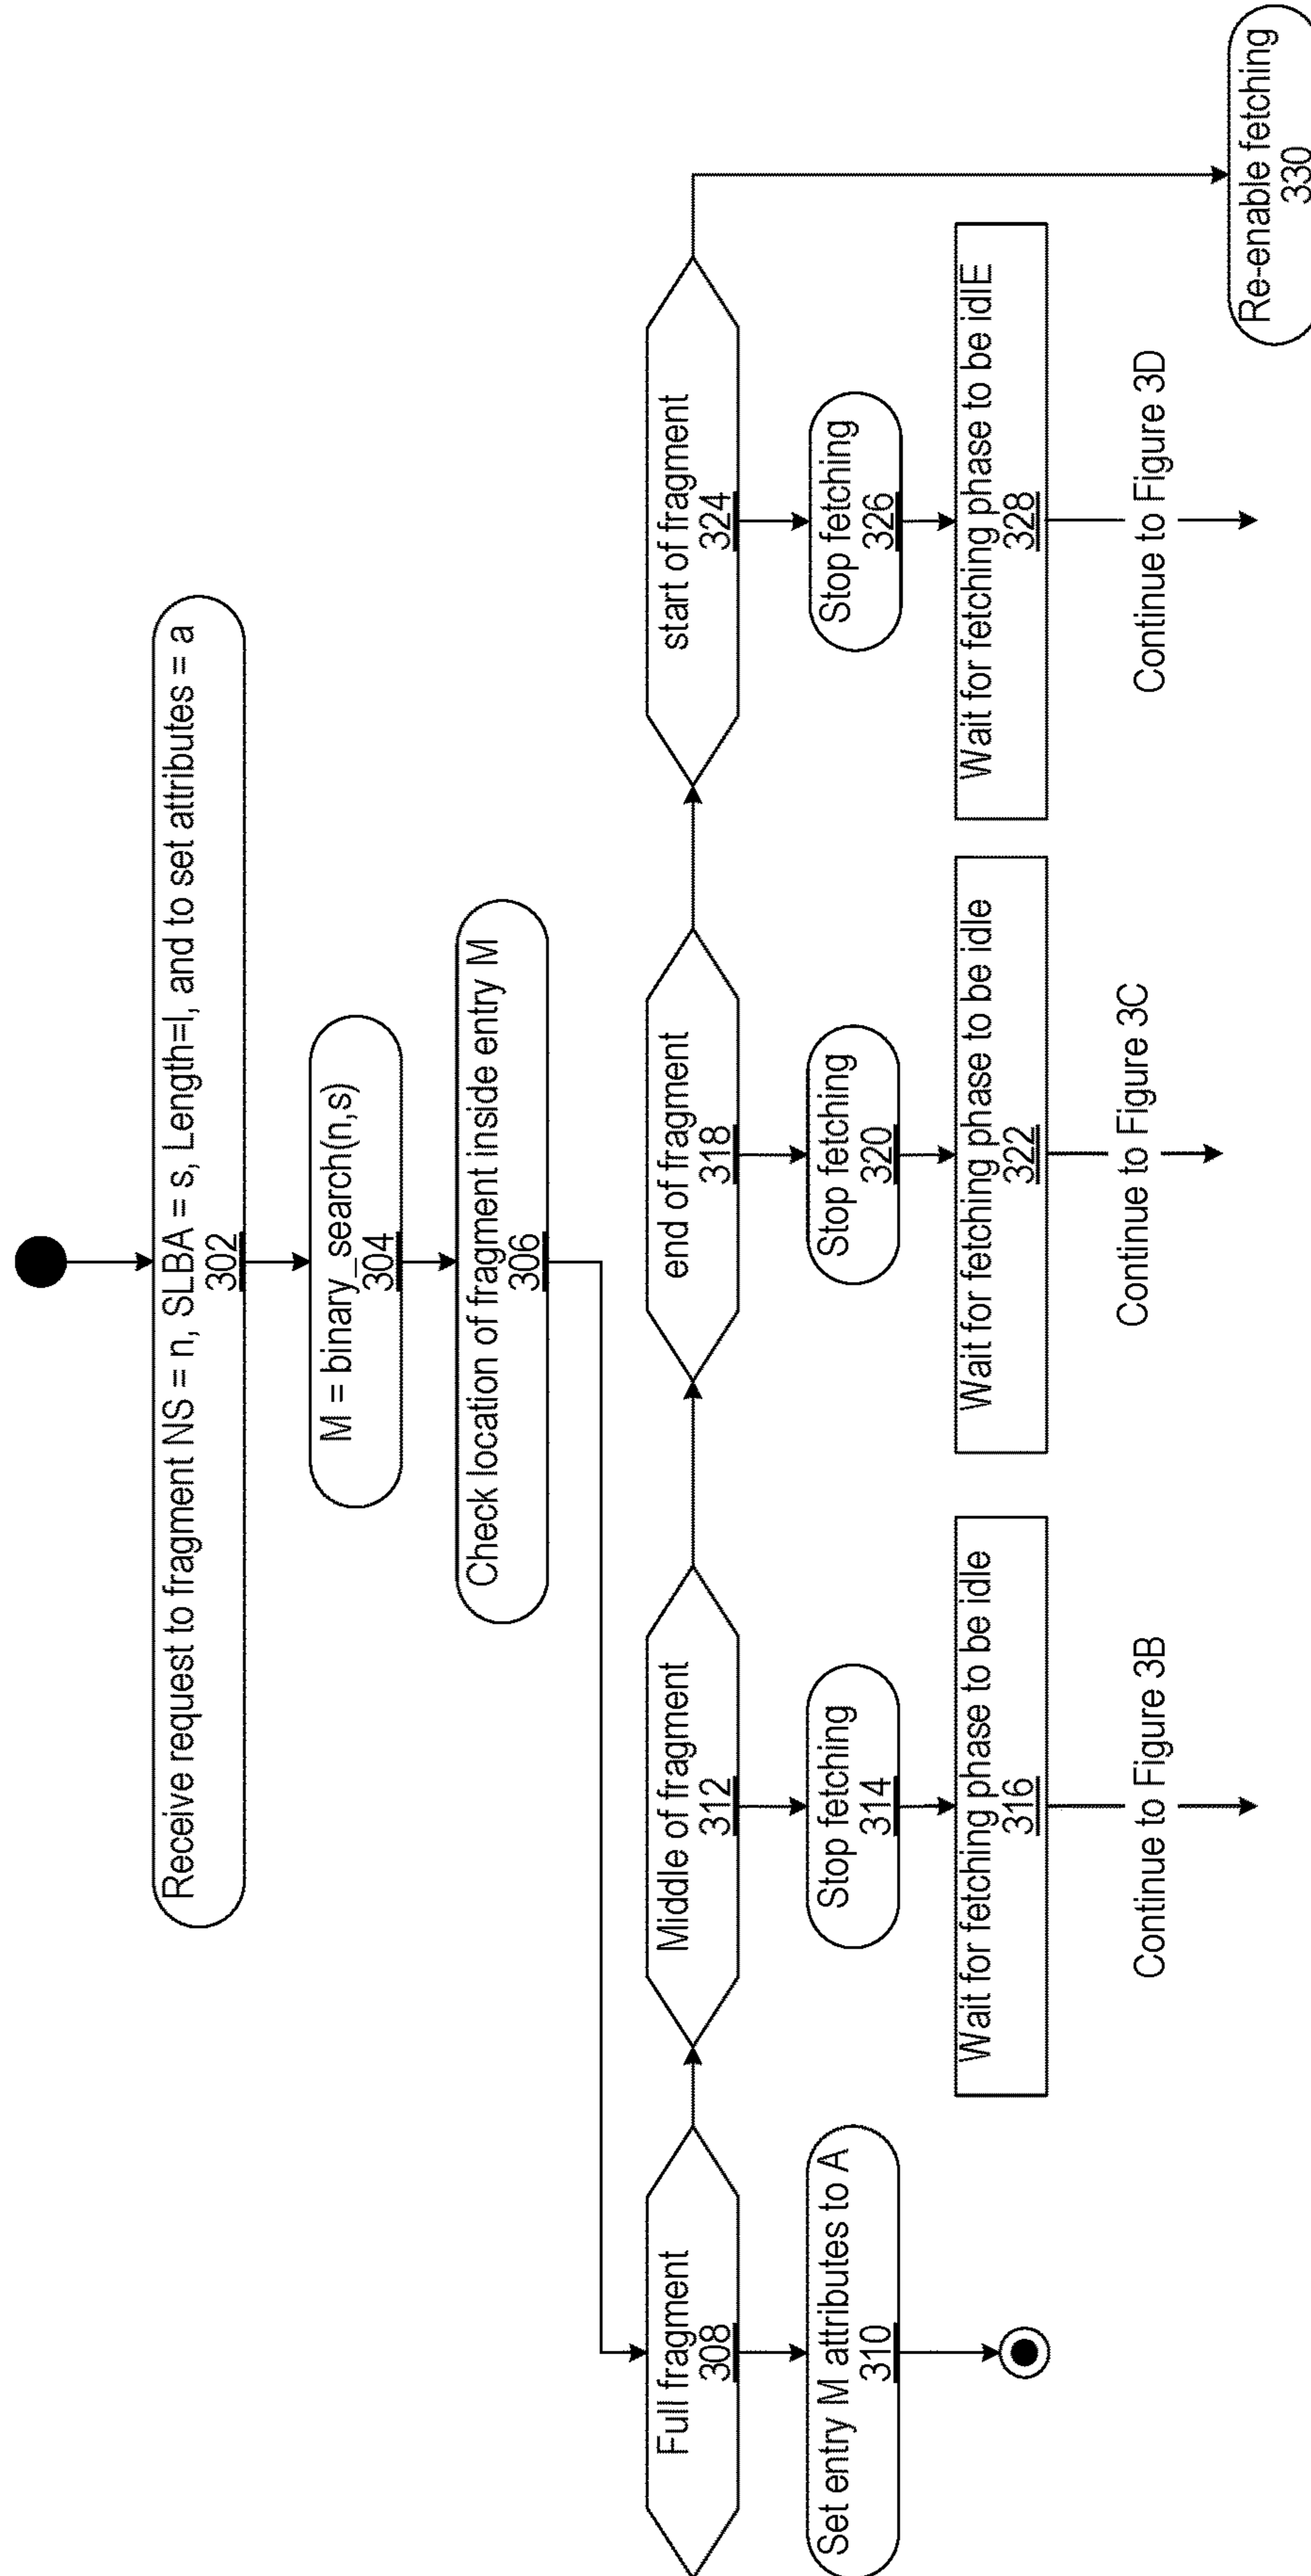 Receive request to fragment NS = n, SLBA = s, Length=l, and to set attributes = a
302
M = binary_search(n,s)
304
Check location of fragment inside entry M
306
Full fragment
308
Set entry M attributes to A
310
Middle of fragment
312
Stop fetching
314
Wait for fetching phase to be idle
316
Continue to Figure 3B
end of fragment
318
Stop fetching
320
Wait for fetching phase to be idle
322
Continue to Figure 3C
start of fragment
324
Stop fetching
326
Wait for fetching phase to be idlE
328
Continue to Figure 3D
Re-enable fetching
330